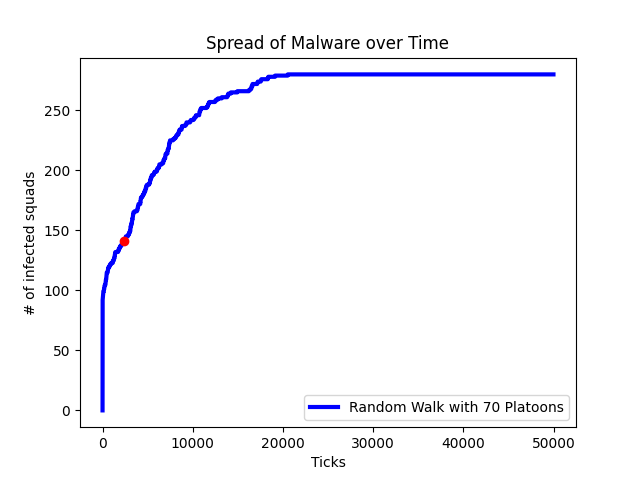 Spread of Malware over Time
# of infected squads
250
200
150
100
50
0
Random Walk with 70 Platoons
0 10000 20000 30000 40000 50000
Ticks